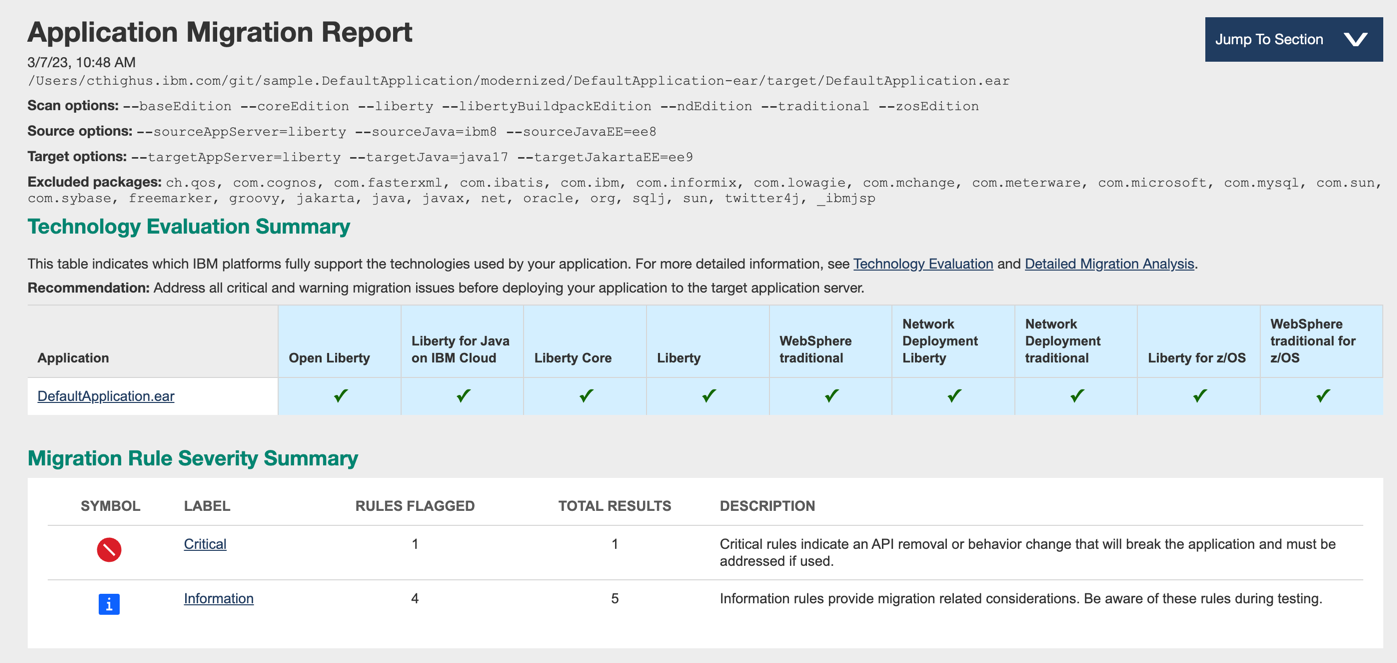 Application Migration Report
Jump To Section
3/7/23, 10:48 AM
/Users/cthighus.ibm.com/git/sample.DefaultApplication/modernized/DefaultApplication-ear/target/DefaultApplication.ear
Scan options: --baseEdition --coreEdition --liberty --libertyBuildpackEdition --ndEdition --traditional --zosEdition
Source options: --sourceAppServer=liberty --sourceJava=ibm8 --sourceJavaEE=ee8
Target options: --targetAppServer=liberty --targetJava=java17 --targetJakartaEE=ee9
Excluded packages: ch.qos, com.cognos, com.fasterxml, com.ibatis, com.ibm, com.informix, com.lowagie, com.mchange, com.meterware, com.microsoft, com.mysql, com.sun,
com.sybase, freemarker, groovy, jakarta, java, javax, net, oracle, org, sqlj, sun, twitter4j, _ibmjsp
Technology Evaluation Summary
This table indicates which IBM platforms fully support the technologies used by your application. For more detailed information, see Technology Evaluation and Detailed Migration Analysis.
Recommendation: Address all critical and warning migration issues before deploying your application to the target application server.
Application
Open Liberty
Liberty for Java
on IBM Cloud
Liberty Core
Liberty
WebSphere
traditional
Network
Deployment
Liberty
Network
Deployment
traditional
Liberty for z/OS
WebSphere
traditional for
z/OS
DefaultApplication.ear ✓ ✓ ✓ ✓ ✓ ✓ ✓ ✓ ✓
Migration Rule Severity Summary
SYMBOL LABEL RULES FLAGGED TOTAL RESULTS DESCRIPTION
Critical 1 1 Critical rules indicate an API removal or behavior change that will break the application and must be
addressed if used.
i Information 4 5 Information rules provide migration related considerations. Be aware of these rules during testing.